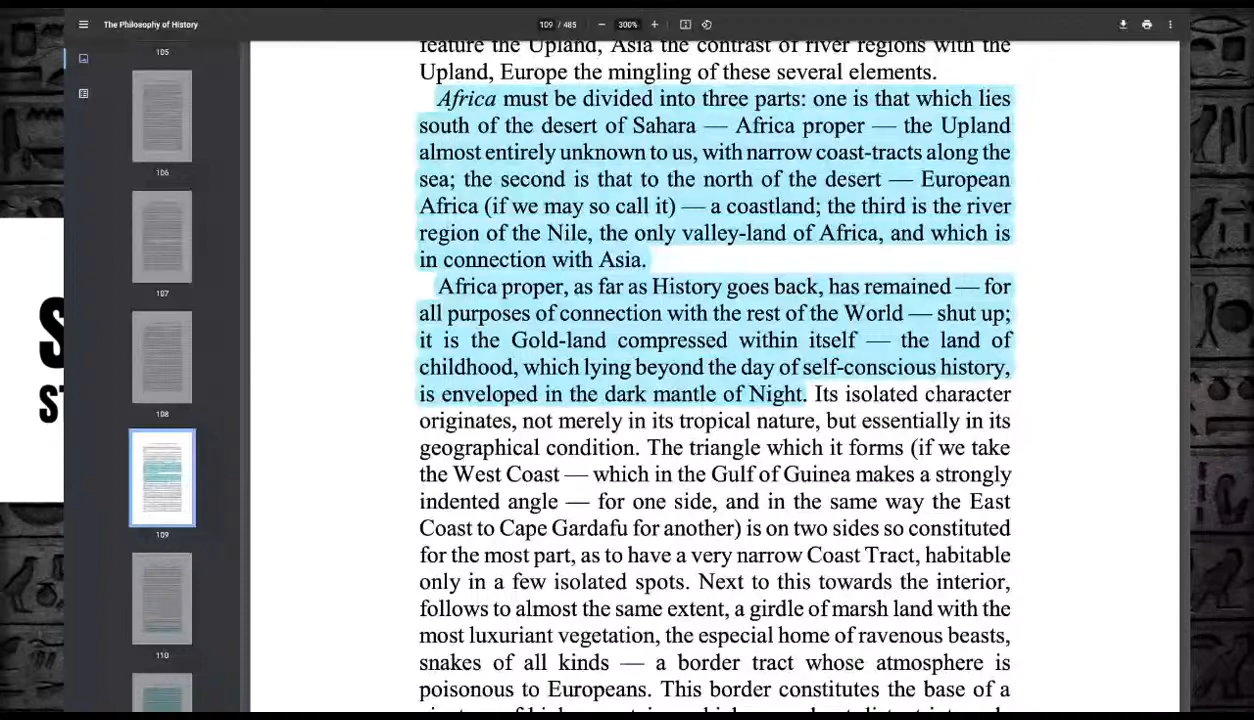 The Philosophy of History
109 / 485
300%
105
106
107
108
109
110
feature the Upland, Asia the contrast of river regions with the
Upland, Europe the mingling of these several elements.
Africa must be divided into three parts: one is that which lies
south of the desert of Sahara — Africa proper — the Upland
almost entirely unknown to us, with narrow coast-tracts along the
sea; the second is that to the north of the desert — European
Africa (if we may so call it) — a coastland; the third is the river
region of the Nile, the only valley-land of Africa, and which is
in connection with Asia.
Africa proper, as far as History goes back, has remained — for
all purposes of connection with the rest of the World — shut up;
it is the Gold-land compressed within itself — the land of
childhood, which lying beyond the day of self-conscious history,
is enveloped in the dark mantle of Night. Its isolated character
originates, not merely in its tropical nature, but essentially in its
geographical condition. The triangle which it forms (if we take
the West Coast — which in the Gulf of Guinea makes a strongly
indented angle — for one side, and in the same way the East
Coast to Cape Gardafu for another) is on two sides so constituted
for the most part, as to have a very narrow Coast Tract, habitable
only in a few isolated spots. Next to this towards the interior,
follows to almost the same extent, a girdle of marsh land with the
most luxuriant vegetation, the especial home of ravenous beasts,
snakes of all kinds — a border tract whose atmosphere is
poisonous to Europeans. This border constitutes the base of a